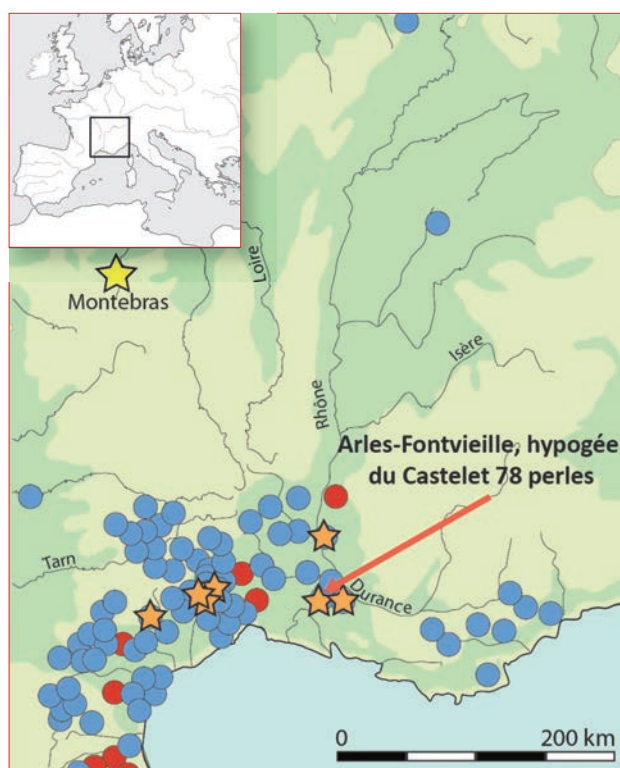 Montebras
Loire
Rhône
Isère
Arles-Fontvieille, hypogée
du Castelet 78 perles
Tarn
Durance
0 200 km